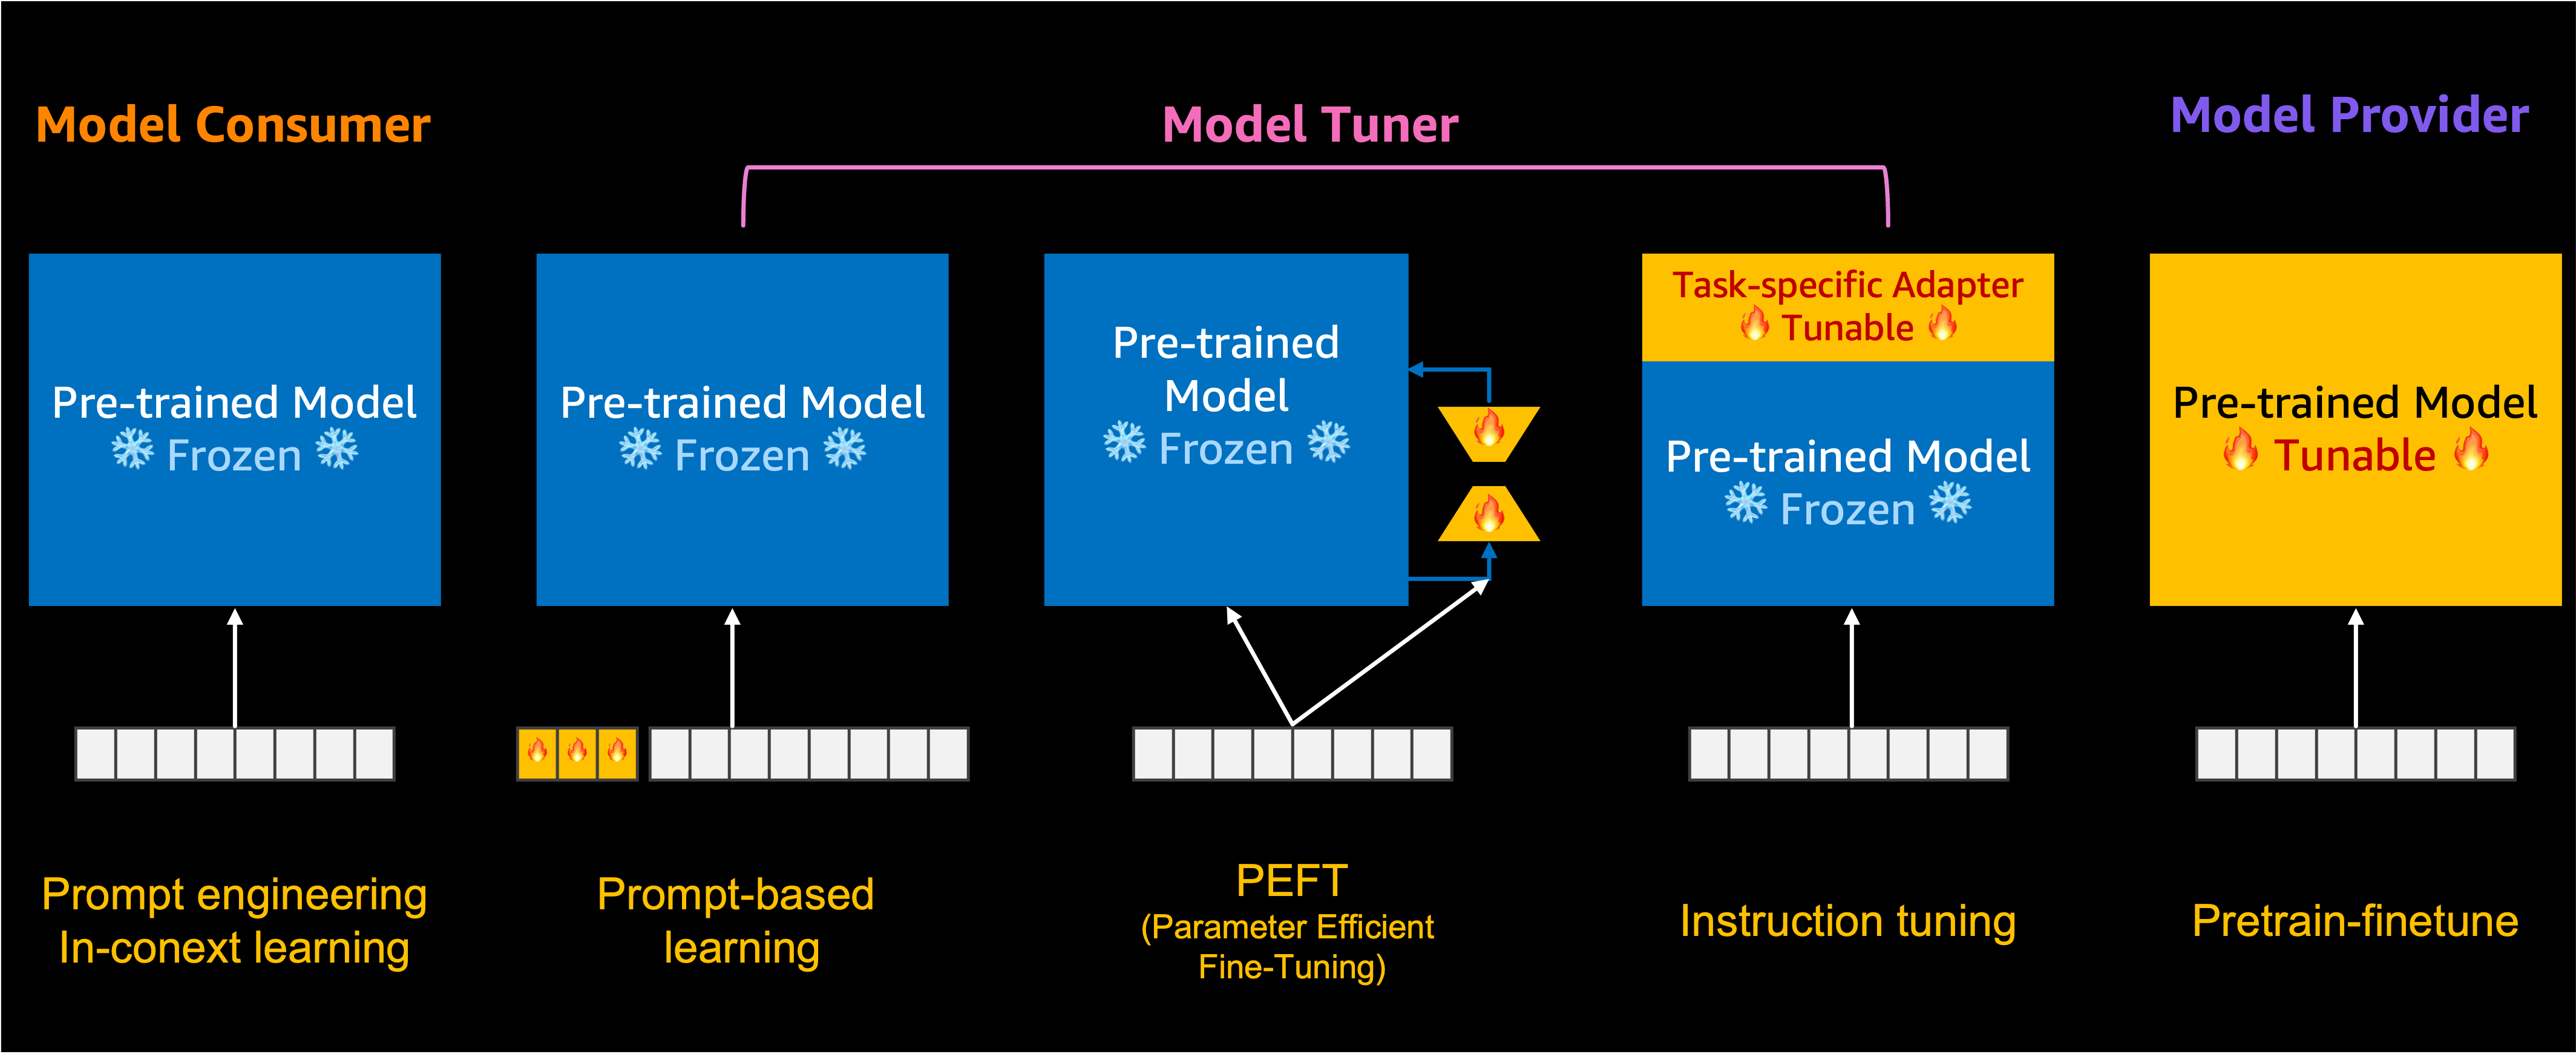 Model Consumer
Model Tuner
Model Provider
Pre-trained Model
❄️ Frozen ❄️
Pre-trained Model
❄️ Frozen ❄️
Pre-trained
Model
❄️ Frozen ❄️
Task-specific Adapter
🔥 Tunable 🔥
Pre-trained Model
❄️ Frozen ❄️
Pre-trained Model
🔥 Tunable 🔥
Prompt engineering
In-conext learning
Prompt-based
learning
PEFT
(Parameter Efficient
Fine-Tuning)
Instruction tuning
Pretrain-finetune